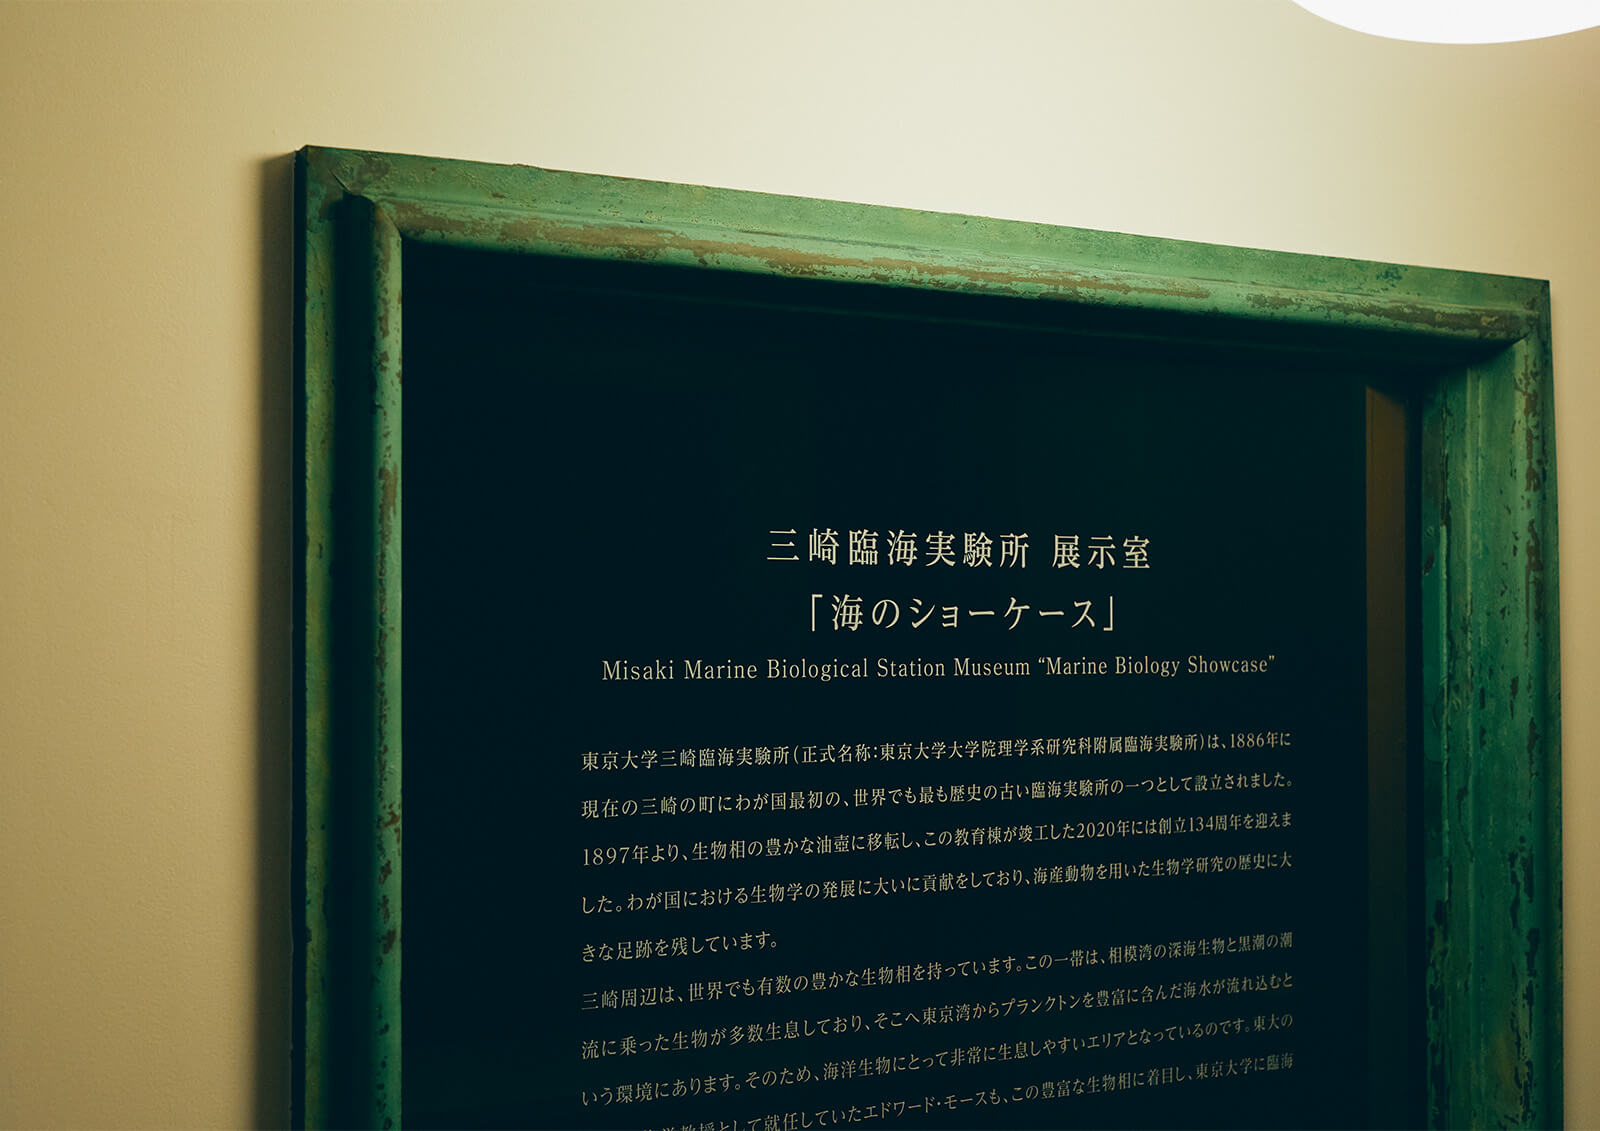 三崎臨海実験所 展示室
「海のショーケース」
Misaki Marine Biological Station Museum “Marine Biology Showcase”
東京大学三崎臨海実験所(正式名称:東京大学大学院理学系研究科附属臨海実験所)は、1886年に
現在の三崎の町にわが国最初の、世界でも最も歴史の古い臨海実験所の一つとして設立されました。
1897年より、生物相の豊かな油壺に移転し、この教育棟が竣工した2020年には創立134周年を迎えま
した。わが国における生物学の発展に大いに貢献をしており、海産動物を用いた生物学研究の歴史に大
きな足跡を残しています。
三崎周辺は、世界でも有数の豊かな生物相を持っています。この一帯は、相模湾の深海生物と黒潮の潮
流に乗った生物が多数生息しており、そこへ東京湾からプランクトンを豊富に含んだ海水が流れ込むと
いう環境にあります。そのため、海洋生物にとって非常に生息しやすいエリアとなっているのです。東大の
学教授として就任していたエドワード・モースも、この豊富な生物相に着目し、東京大学に臨海